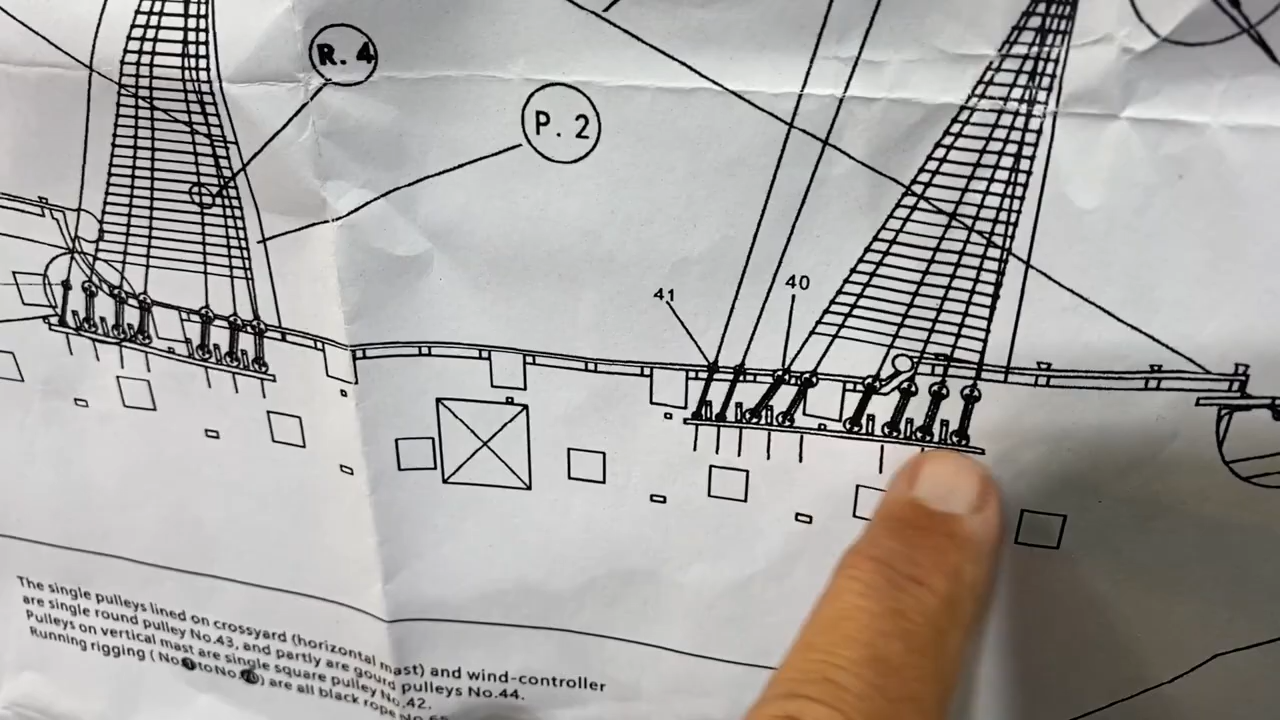 R. 4
P. 2
41
40
The single pulleys lined on crossyard (horizontal mast) and wind-controller
are single round pulley No.43, and partly are gourd pulleys No.44.
Pulleys on vertical mast are single square pulley No.42.
Running rigging ( No. to No. ) are all black rope No.